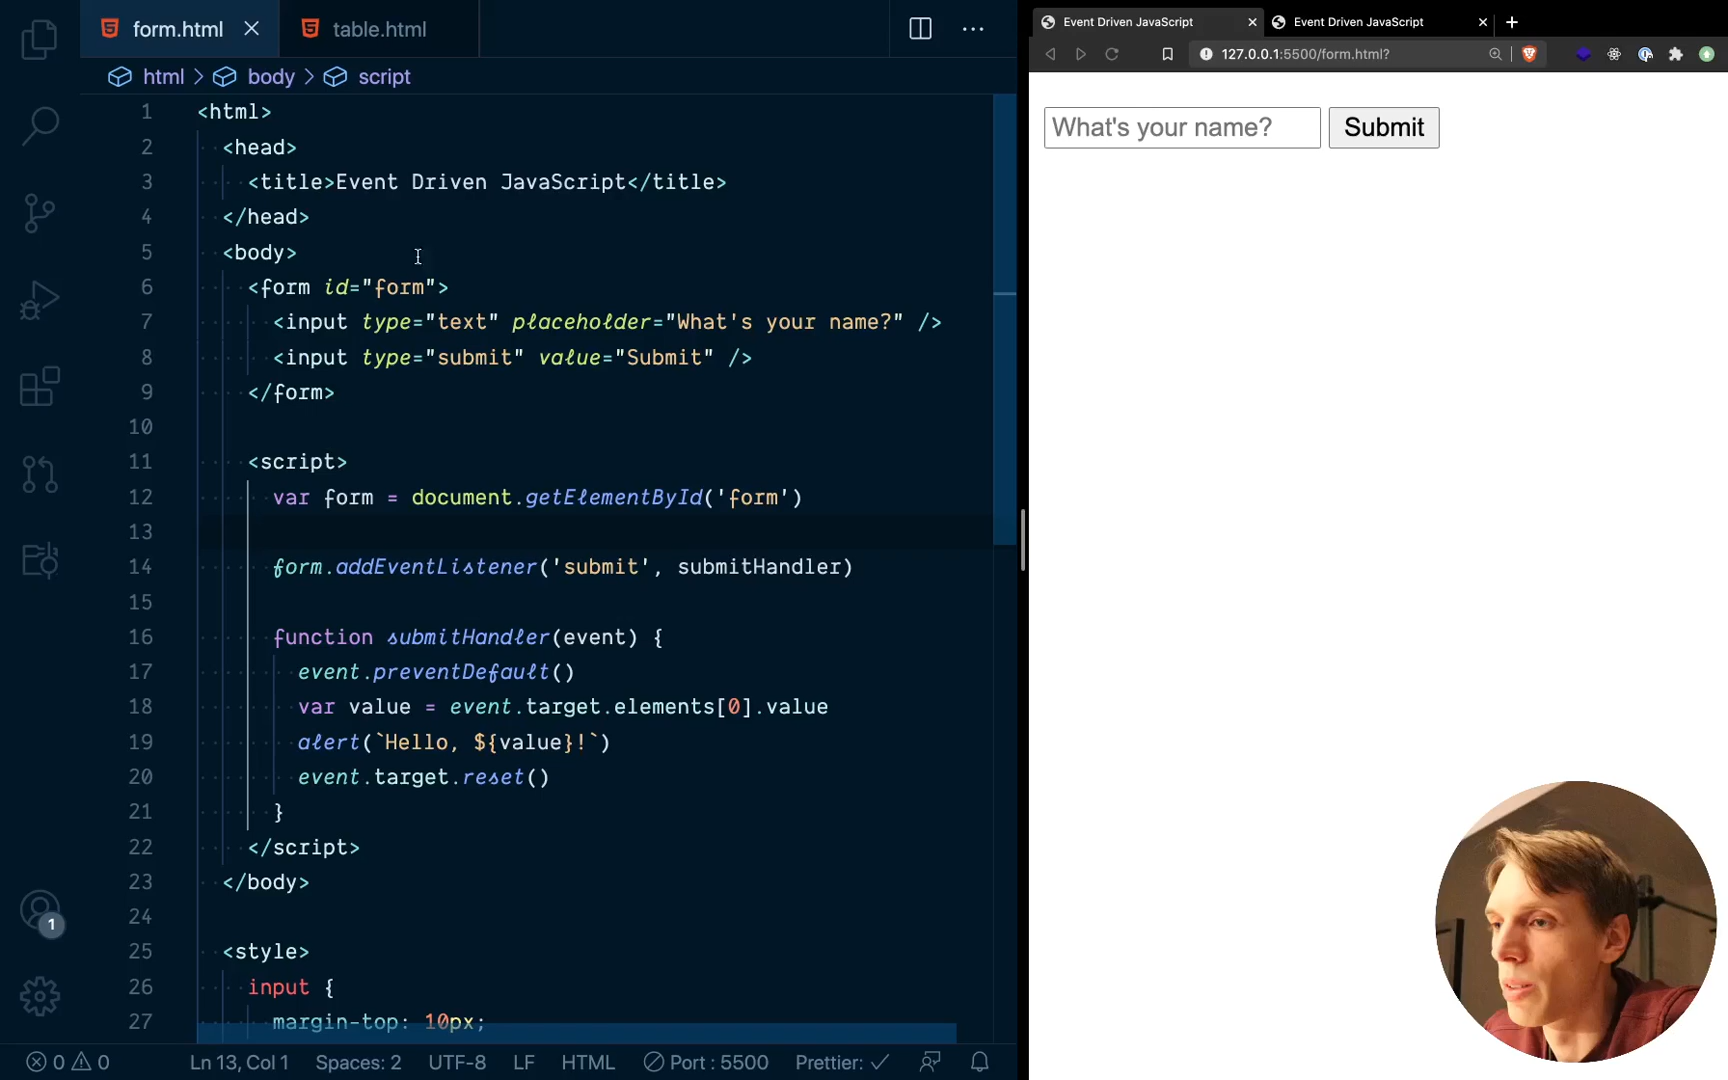 form.html
table.html
html > body > script
1 <html>
2 <head>
3 <title>Event Driven JavaScript</title>
4 </head>
5 <body>
6 <form id="form">
7 <input type="text" placeholder="What's your name?" />
8 <input type="submit" value="Submit" />
9 </form>
10
11 <script>
12 var form = document.getElementById('form')
13
14 form.addEventListener('submit', submitHandler)
15
16 function submitHandler(event) {
17 event.preventDefault()
18 var value = event.target.elements[0].value
19 alert(`Hello, ${value}!`)
20 event.target.reset()
21 }
22 </script>
23 </body>
24
25 <style>
26 input {
27 margin-top: 10px;
1
0 0 Ln 13, Col 1 Spaces: 2 UTF-8 LF HTML Port : 5500 Prettier: ✓
Event Driven JavaScript
Event Driven JavaScript
127.0.0.1:5500/form.html?
What's your name? Submit